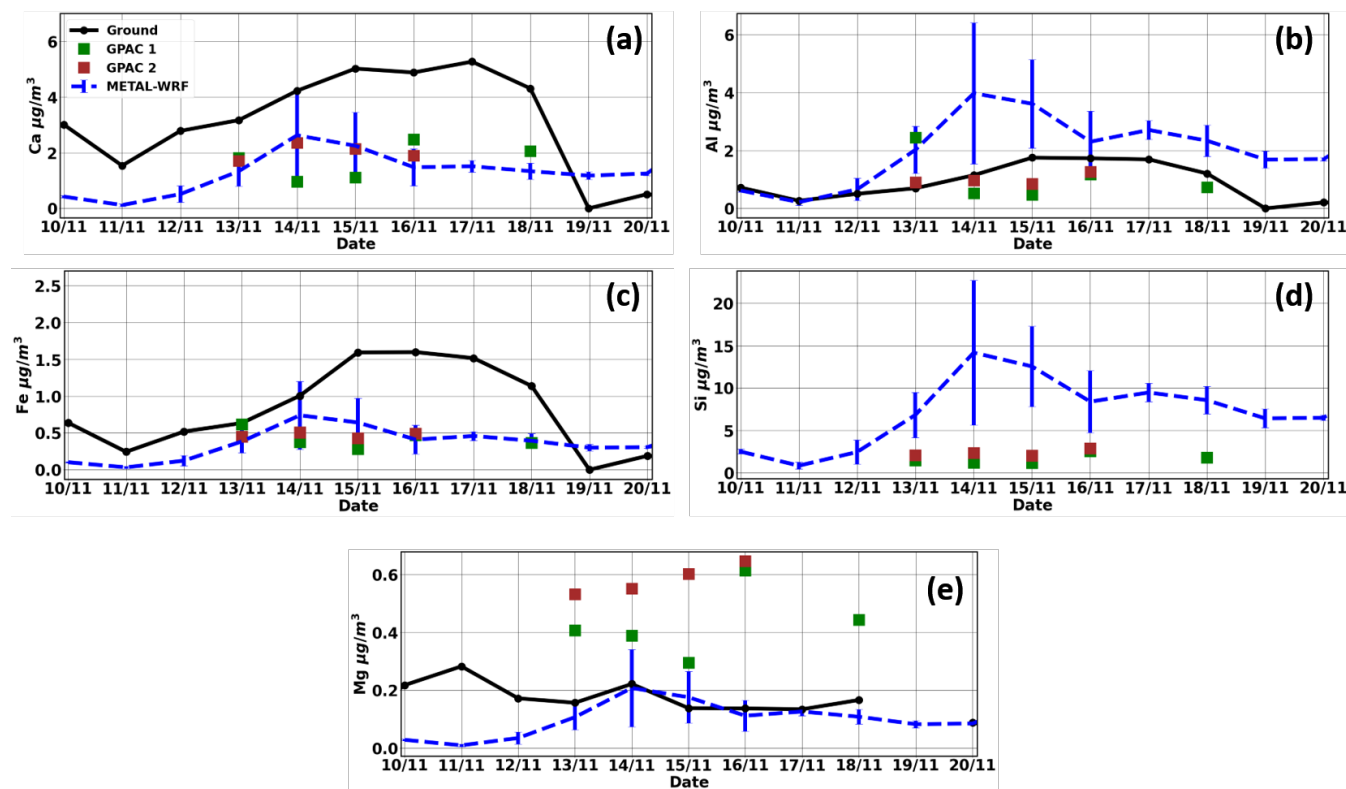 (a)
Ground
GPAC 1
GPAC 2
METAL-WRF
Ca μg/m³
6
4
2
0
10/11 11/11 12/11 13/11 14/11 15/11 16/11 17/11 18/11 19/11 20/11
Date
(b)
Al μg/m³
6
4
2
0
10/11 11/11 12/11 13/11 14/11 15/11 16/11 17/11 18/11 19/11 20/11
Date
(c)
Fe μg/m³
2.5
2.0
1.5
1.0
0.5
0.0
10/11 11/11 12/11 13/11 14/11 15/11 16/11 17/11 18/11 19/11 20/11
Date
(d)
Si μg/m³
20
15
10
5
0
10/11 11/11 12/11 13/11 14/11 15/11 16/11 17/11 18/11 19/11 20/11
Date
(e)
Mg μg/m³
0.6
0.4
0.2
0.0
10/11 11/11 12/11 13/11 14/11 15/11 16/11 17/11 18/11 19/11 20/11
Date